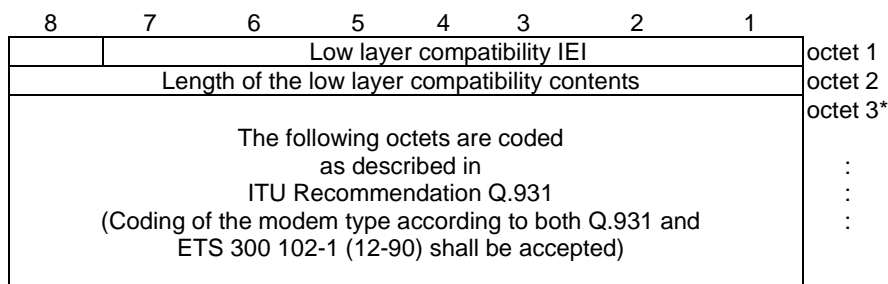 8 7 6 5 4 3 2 1
Low layer compatibility IEI octet 1
Length of the low layer compatibility contents octet 2
octet 3*
The following octets are coded
as described in :
ITU Recommendation Q.931 :
(Coding of the modem type according to both Q.931 and :
ETS 300 102-1 (12-90) shall be accepted)